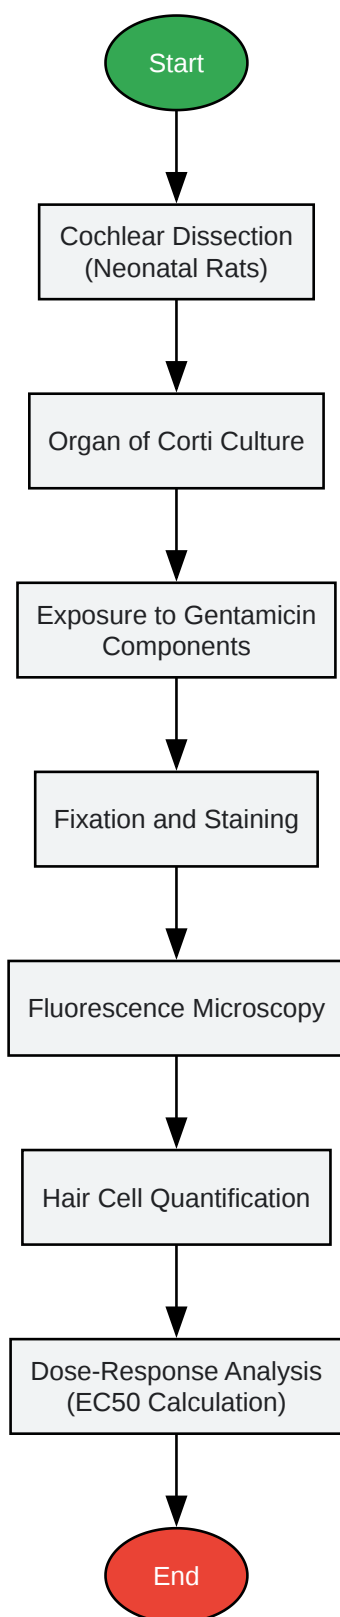 Start
Cochlear Dissection
(Neonatal Rats)
Organ of Corti Culture
Exposure to Gentamicin
Components
Fixation and Staining
Fluorescence Microscopy
Hair Cell Quantification
Dose-Response Analysis
(EC50 Calculation)
End